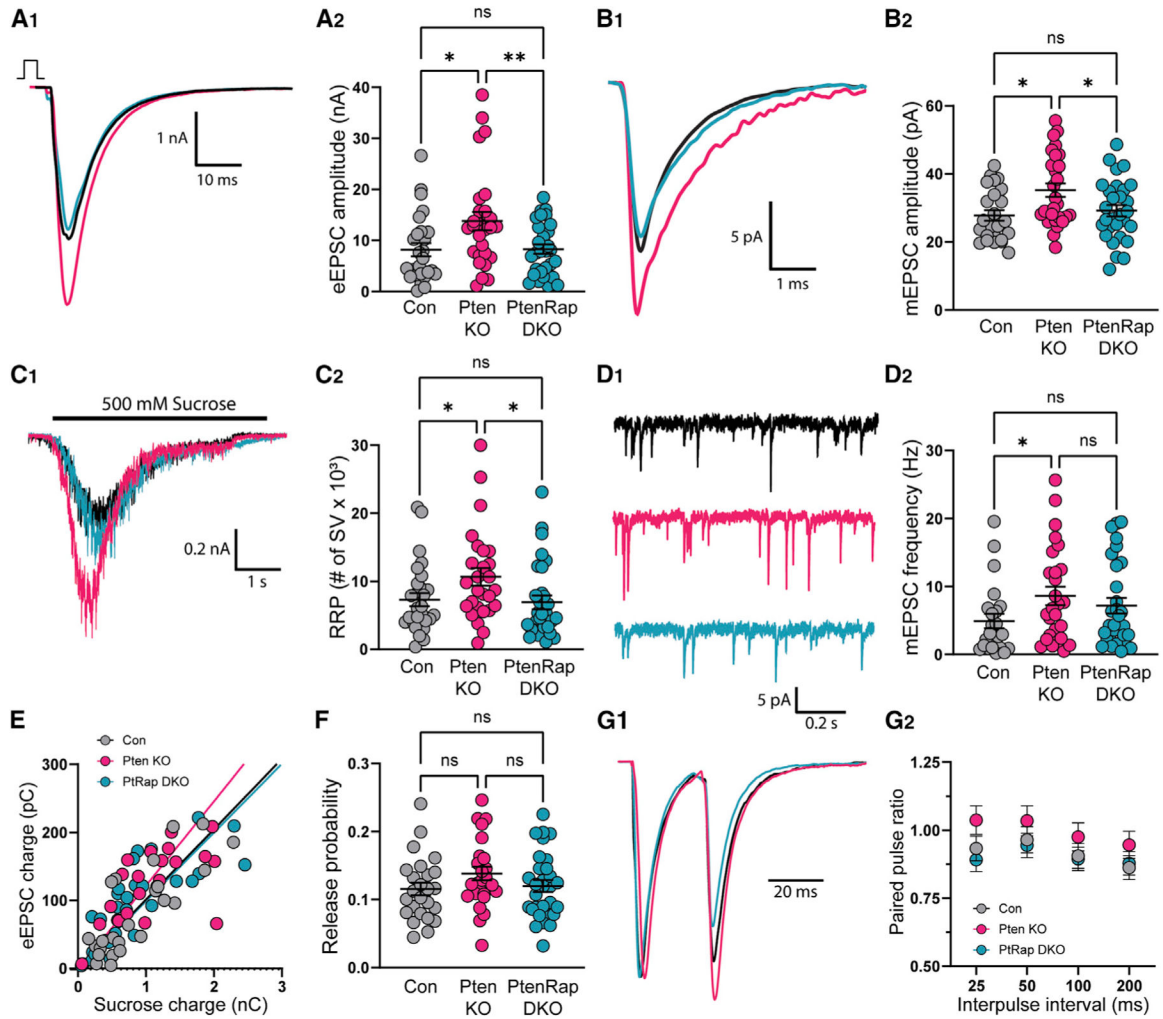 A1
1 nA
10 ms
A2
ns
*
**
eEPSC amplitude (nA)
40
30
20
10
0
Con
Pten
KO
PtenRap
DKO
B1
5 pA
1 ms
B2
ns
*
*
mEPSC amplitude (pA)
60
40
20
0
Con
Pten
KO
PtenRap
DKO
C1
500 mM Sucrose
0.2 nA
1 s
C2
ns
*
*
RRP (# of SV x 10³)
30
20
10
0
Con
Pten
KO
PtenRap
DKO
D1
5 pA
0.2 s
D2
ns
*
ns
mEPSC frequency (Hz)
30
20
10
0
Con
Pten
KO
PtenRap
DKO
E
Con
Pten KO
PtRap DKO
eEPSC charge (pC)
300
200
100
0
0
1
2
3
Sucrose charge (nC)
F
ns
ns
ns
Release probability
0.3
0.2
0.1
0.0
Con
Pten
KO
PtenRap
DKO
G1
20 ms
G2
Paired pulse ratio
1.25
1.00
0.75
0.50
Con
Pten KO
PtRap DKO
25
50
100
200
Interpulse interval (ms)